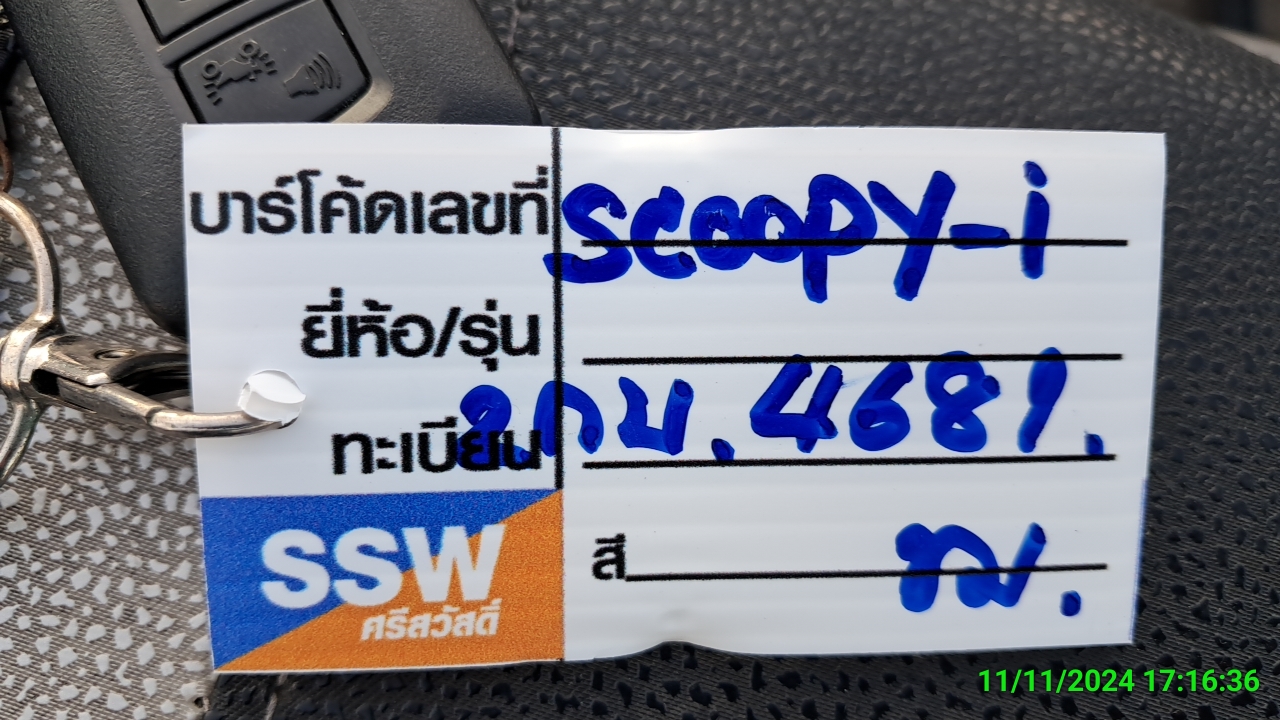 บาร์โค้ดเลขที่ scoopy-i
ยี่ห้อ/รุ่น
ทะเบียน 2กบ.4681.
สี
SSW
ศรีสวัสดิ์
11/11/2024 17:16:36